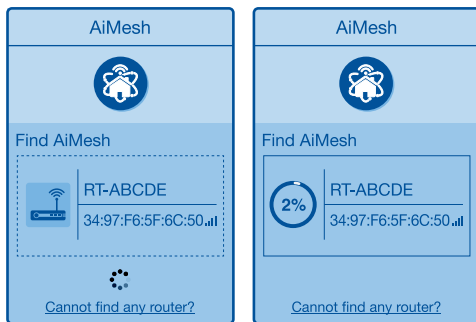 AiMesh
Find AiMesh
RT-ABCDE
34:97:F6:5F:6C:50
Cannot find any router?
AiMesh
Find AiMesh
2%
RT-ABCDE
34:97:F6:5F:6C:50
Cannot find any router?